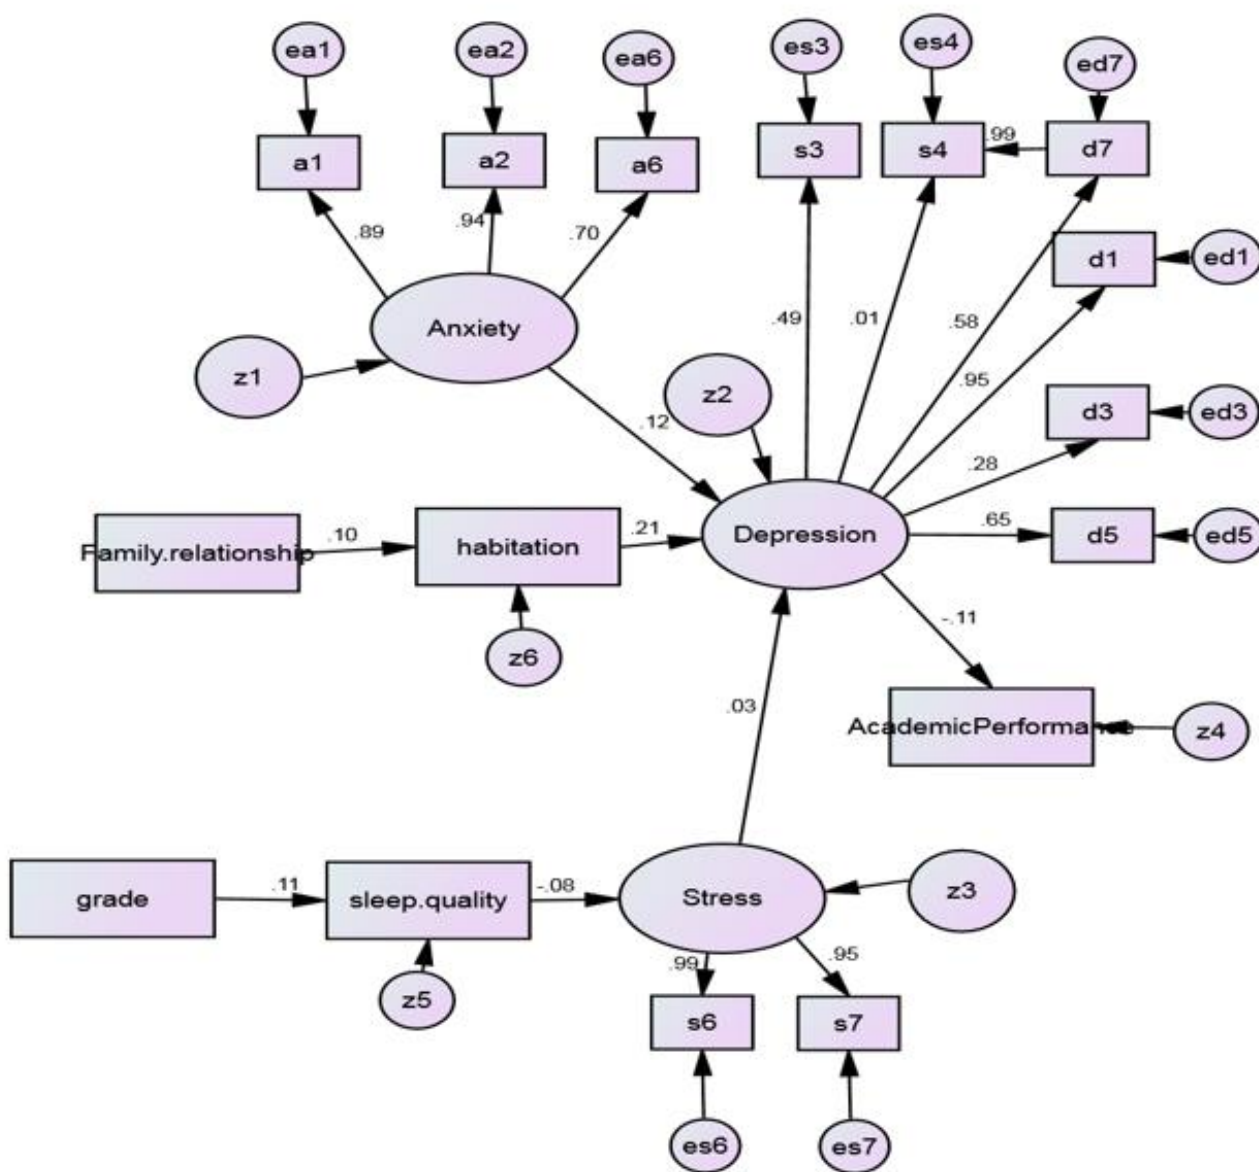 ea1
ea2
ea6
es3
es4
ed7
a1
a2
a6
s3
s4
.99
d7
.89
.94
.70
d1
ed1
Anxiety
z1
.49
.01
.58
z2
.95
.12
d3
ed3
.28
Family.relationship
.10
habitation
.21
Depression
.65
d5
ed5
z6
-.11
.03
AcademicPerformance
z4
grade
.11
sleep.quality
-.08
Stress
z3
z5
.99
.95
s6
s7
es6
es7